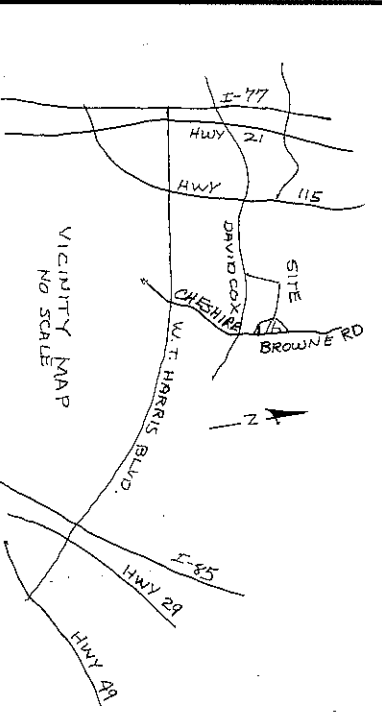 I-77
HWY 21
HWY 115
DAVID COX
SITE
CHESHIRE
BROWNE RD
N
W.T. HARRIS BLVD.
VICINITY MAP
NO SCALE
I-85
HWY 29
HWY 49